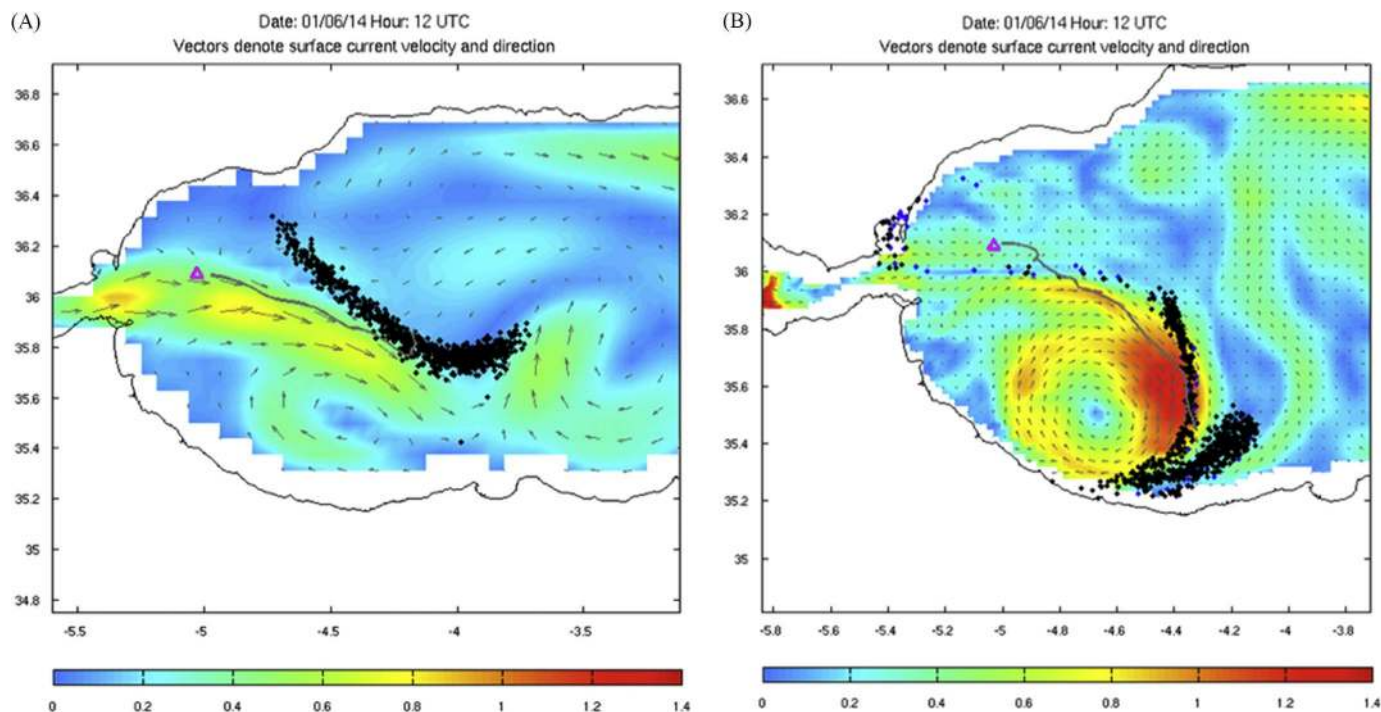 (A)
Date: 01/06/14 Hour: 12 UTC
Vectors denote surface current velocity and direction
36.8
36.6
36.4
36.2
36
35.8
35.6
35.4
35.2
35
34.8
-5.5 -5 -4.5 -4 -3.5
0 0.2 0.4 0.6 0.8 1 1.2 1.4
(B)
Date: 01/06/14 Hour: 12 UTC
Vectors denote surface current velocity and direction
36.6
36.4
36.2
36
35.8
35.6
35.4
35.2
35
-5.8 -5.6 -5.4 -5.2 -5 -4.8 -4.6 -4.4 -4.2 -4 -3.8
0 0.2 0.4 0.6 0.8 1 1.2 1.4